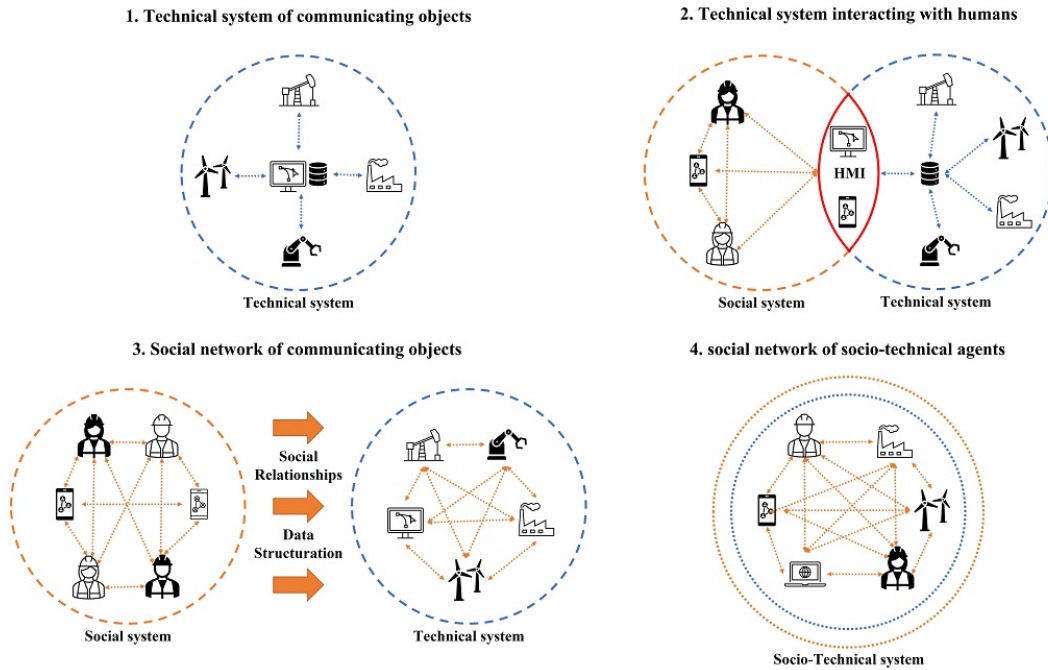 1. Technical system of communicating objects
Technical system
2. Technical system interacting with humans
HMI
Social system
Technical system
3. Social network of communicating objects
Social
Relationships
Data
Structuration
Social system
Technical system
4. social network of socio-technical agents
Socio-Technical system